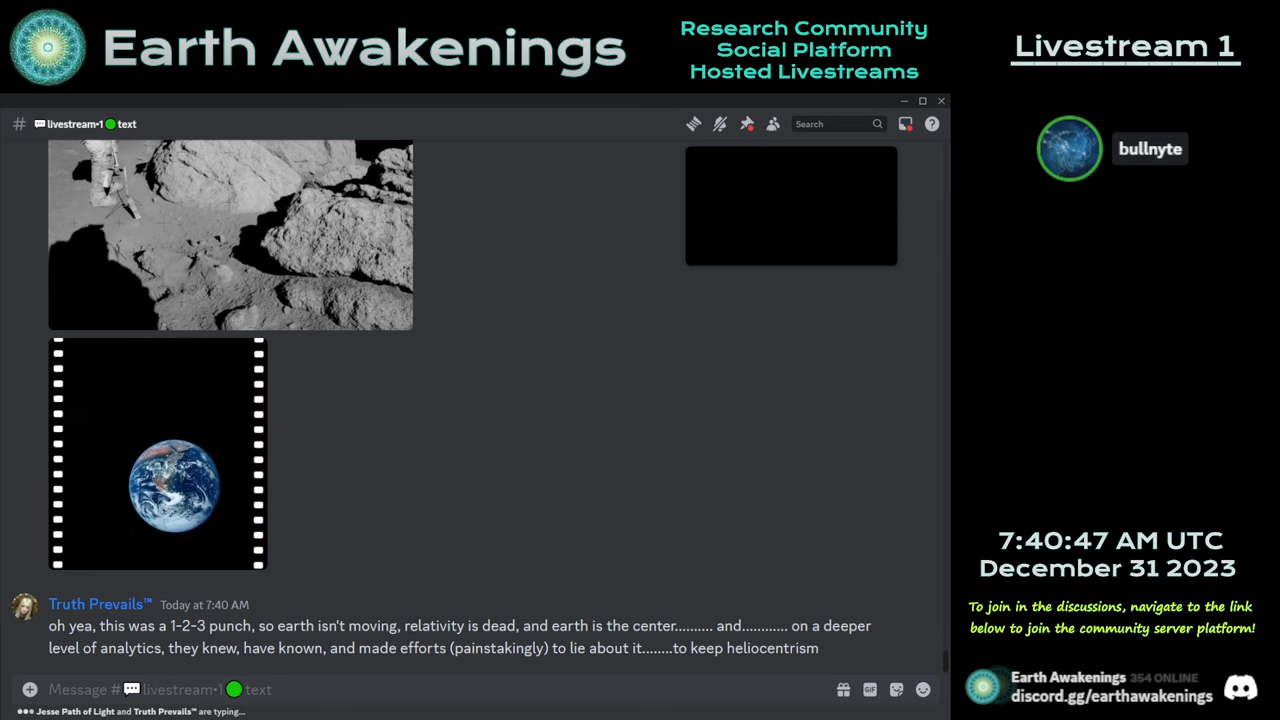 Earth Awakenings
Research Community
Social Platform
Hosted Livestreams
Livestream 1
# 💬livestream•1🟢text
Search
bullnyte
Truth Prevails™ Today at 7:40 AM
oh yea, this was a 1-2-3 punch, so earth isn't moving, relativity is dead, and earth is the center.......... and............ on a deeper
level of analytics, they knew, have known, and made efforts (painstakingly) to lie about it........to keep heliocentrism
Message #💬livestream•1🟢text
GIF
Jesse Path of Light and Truth Prevails™ are typing...
7:40:47 AM UTC
December 31 2023
To join in the discussions, navigate to the link
below to join the community server platform!
Earth Awakenings 354 ONLINE
discord.gg/earthawakenings